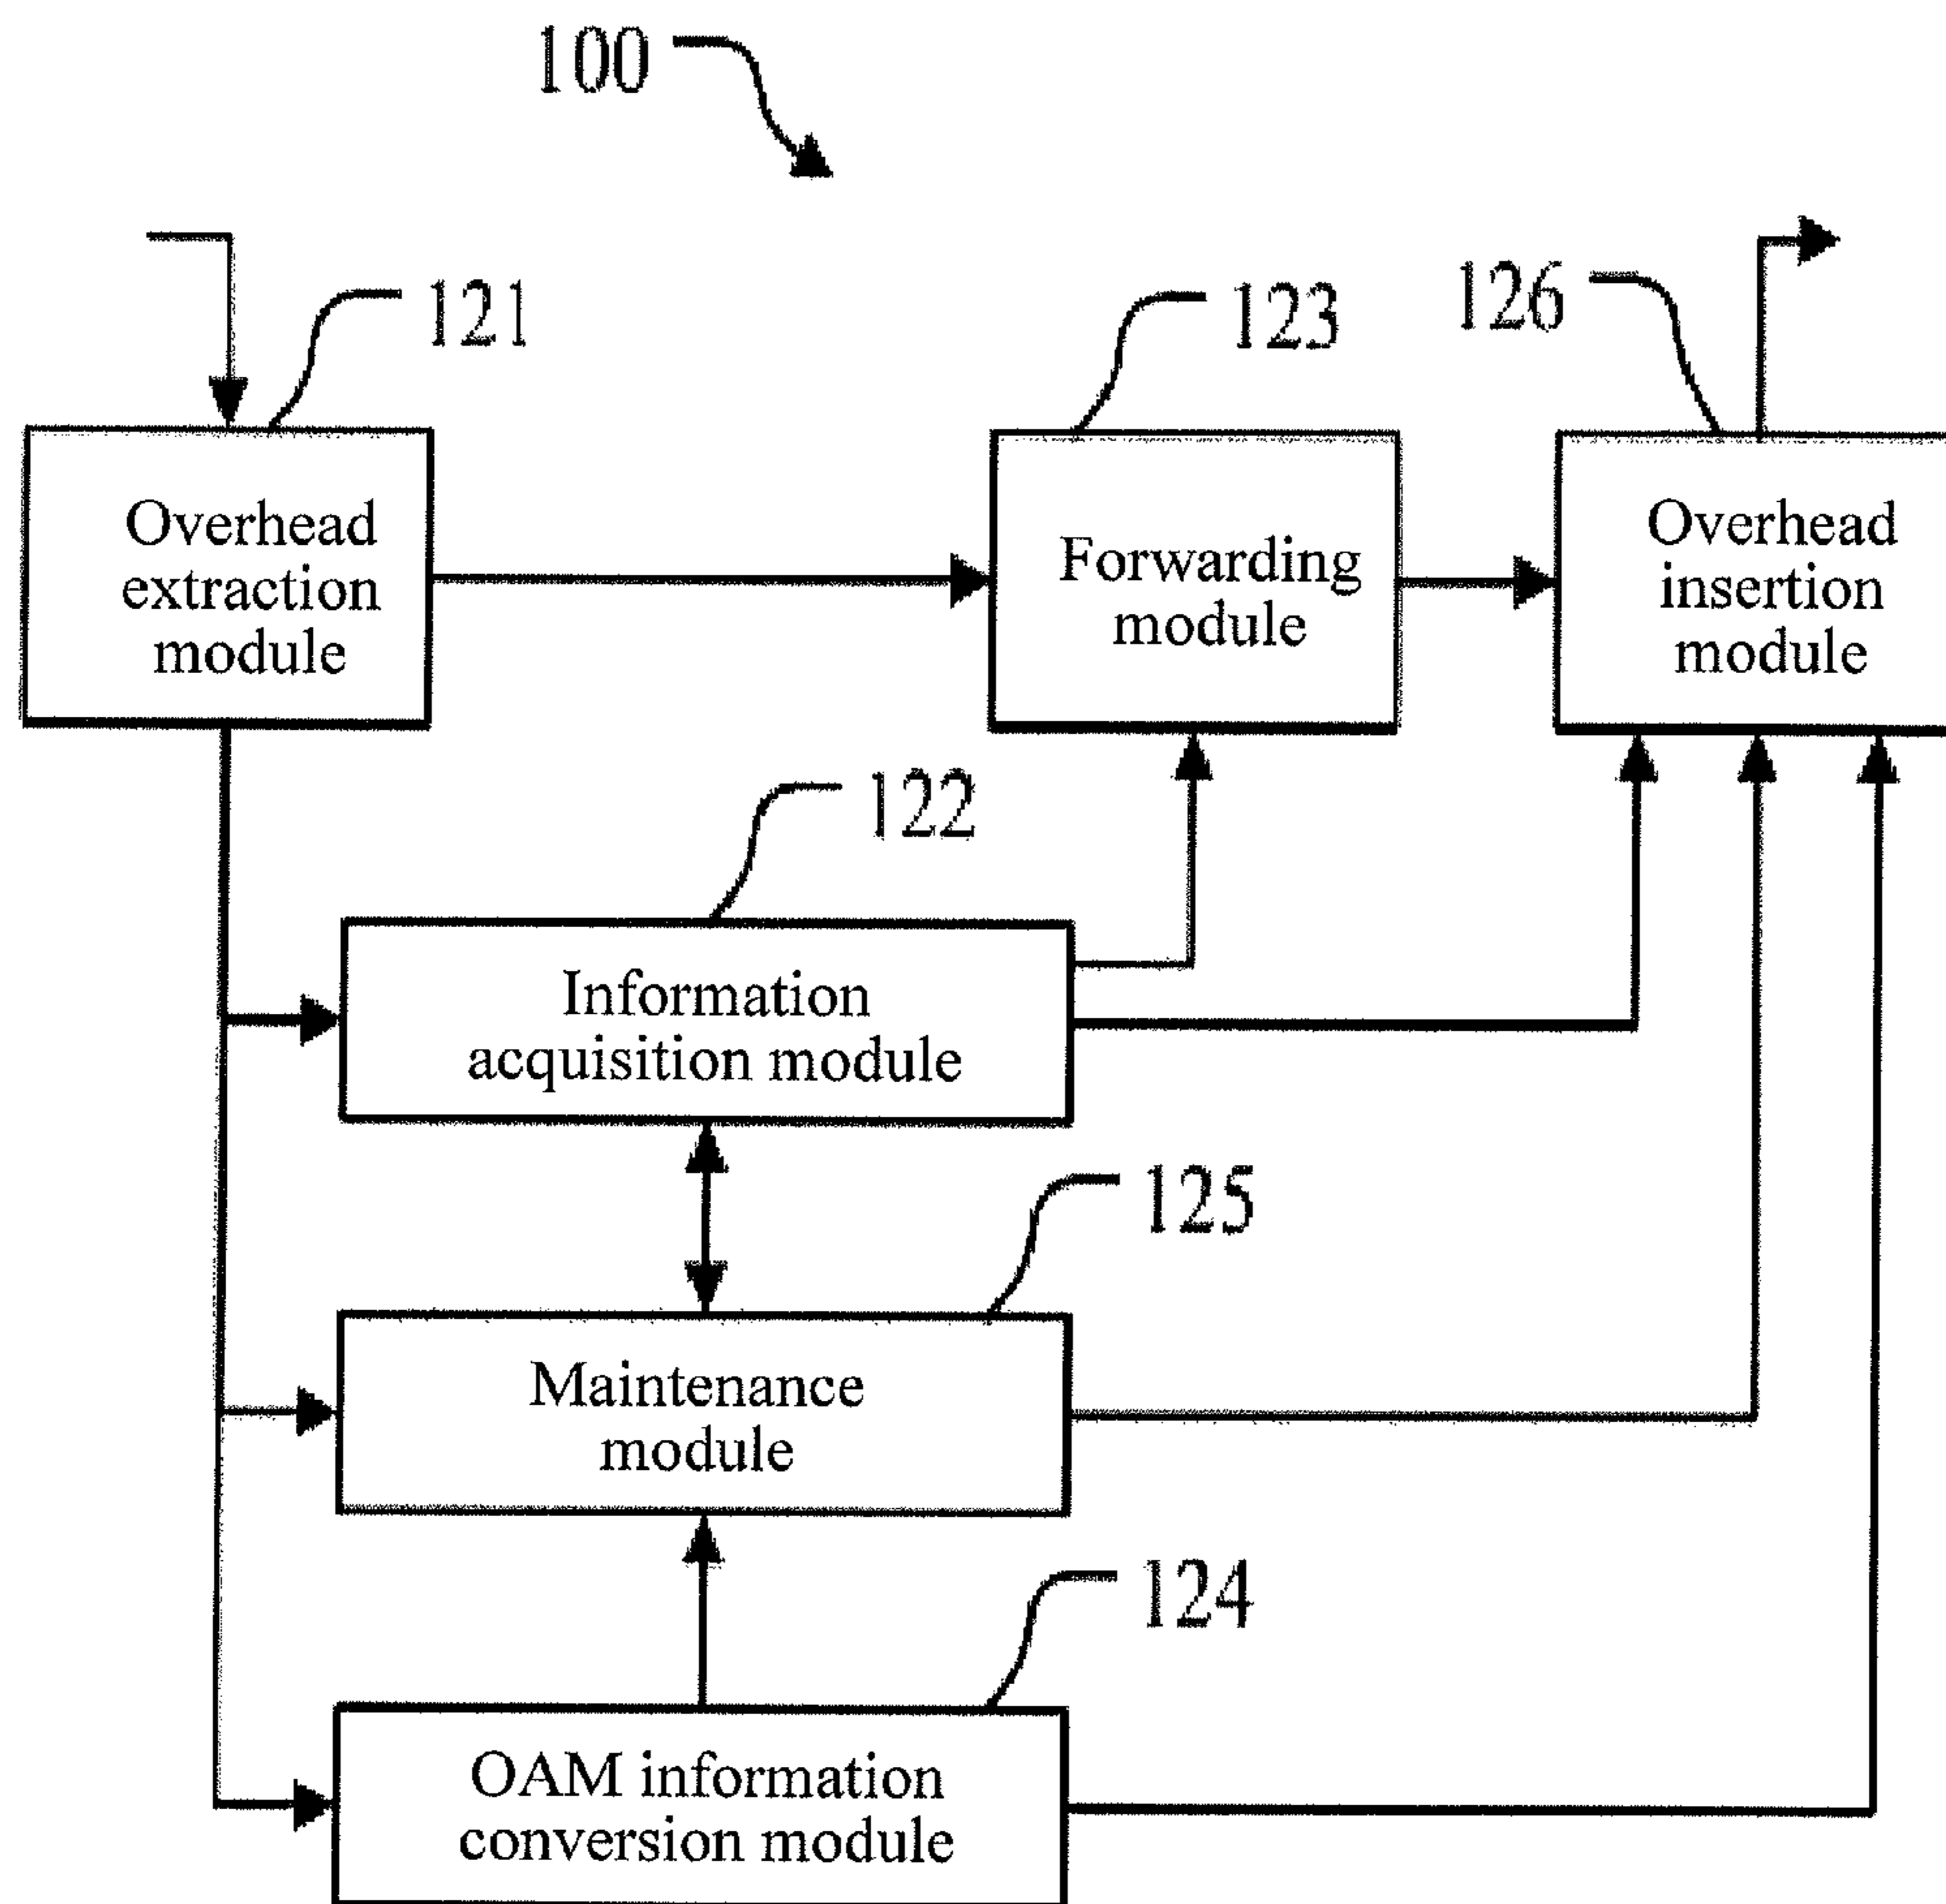 100
121
123
126
Overhead
extraction
module
Forwarding
module
Overhead
insertion
module
122
Information
acquisition module
125
Maintenance
module
124
OAM information
conversion module